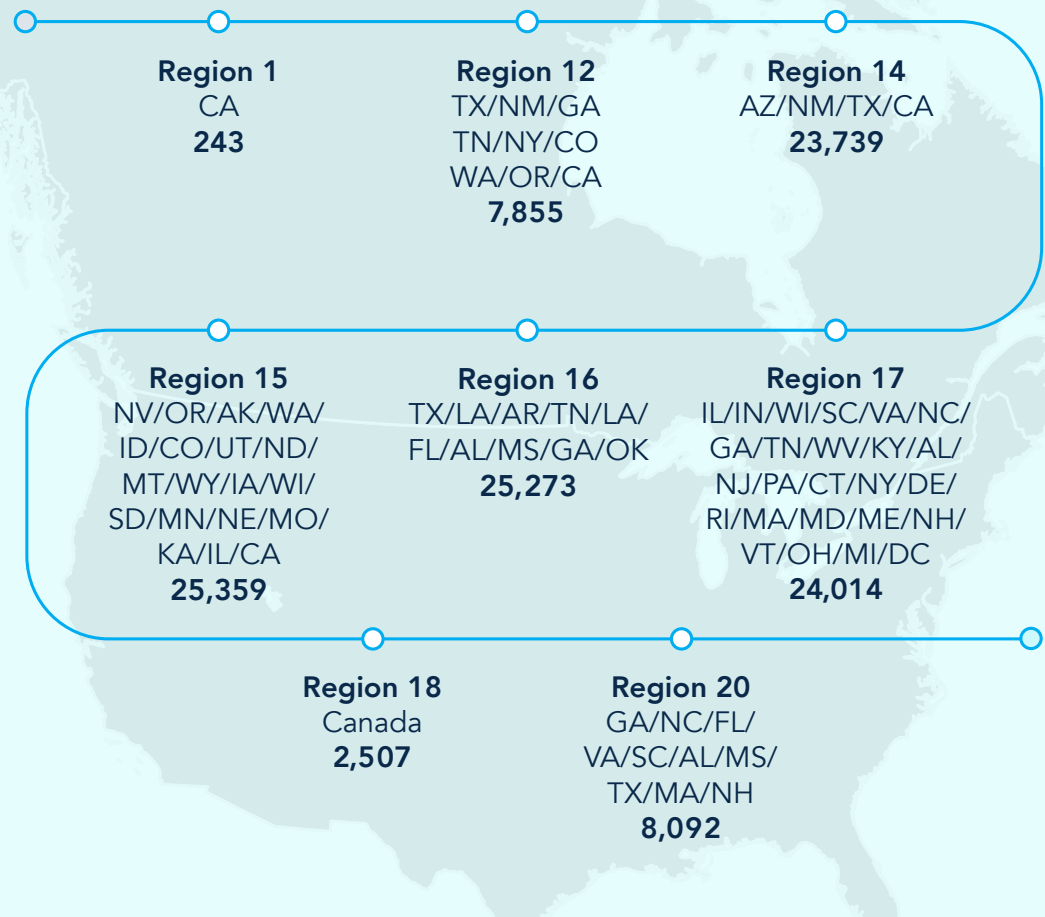 Region 1
CA
243
Region 12
TX/NM/GA
TN/NY/CO
WA/OR/CA
7,855
Region 14
AZ/NM/TX/CA
23,739
Region 15
NV/OR/AK/WA/
ID/CO/UT/ND/
MT/WY/IA/WI/
SD/MN/NE/MO/
KA/IL/CA
25,359
Region 16
TX/LA/AR/TN/LA/
FL/AL/MS/GA/OK
25,273
Region 17
IL/IN/WI/SC/VA/NC/
GA/TN/WV/KY/AL/
NJ/PA/CT/NY/DE/
RI/MA/MD/ME/NH/
VT/OH/MI/DC
24,014
Region 18
Canada
2,507
Region 20
GA/NC/FL/
VA/SC/AL/MS/
TX/MA/NH
8,092